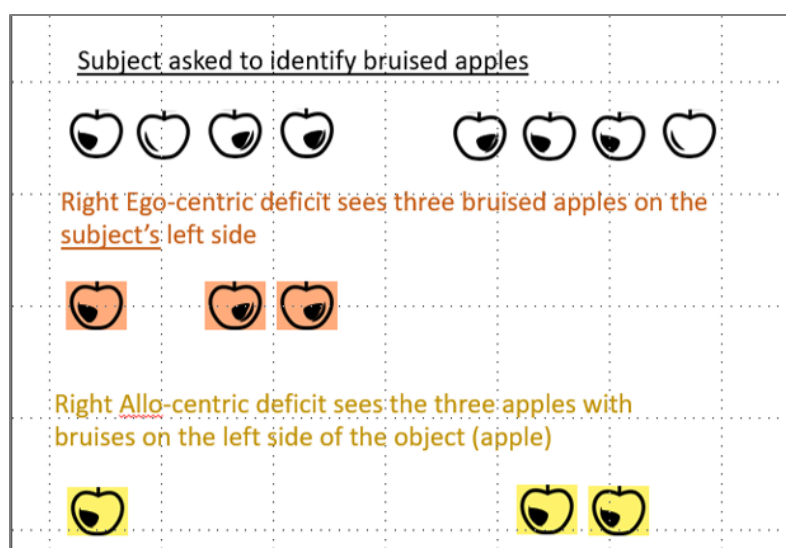 Subject asked to identify bruised apples
Right Ego-centric deficit sees three bruised apples on the
subject's left side
Right Allo-centric deficit sees the three apples with
bruises on the left side of the object (apple)